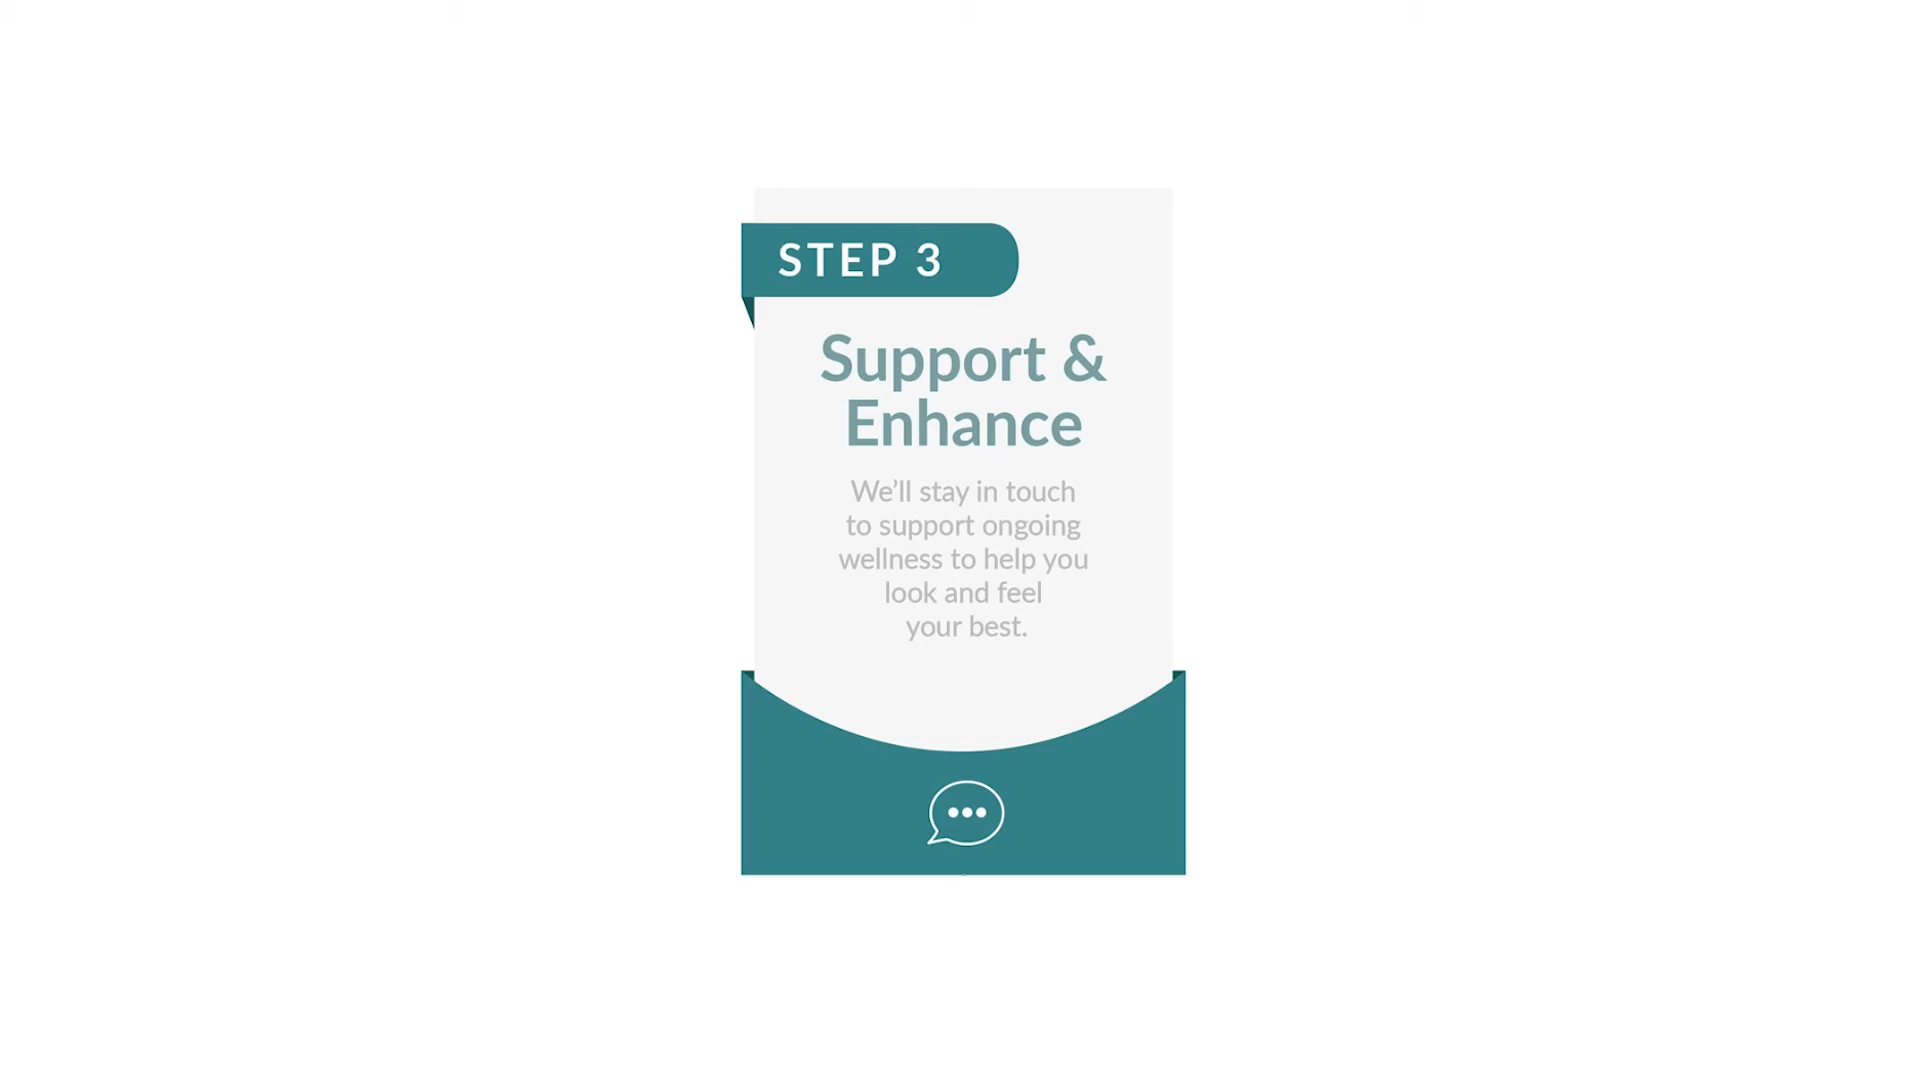 STEP 3
Support &
Enhance
We’ll stay in touch
to support ongoing
wellness to help you
look and feel
your best.